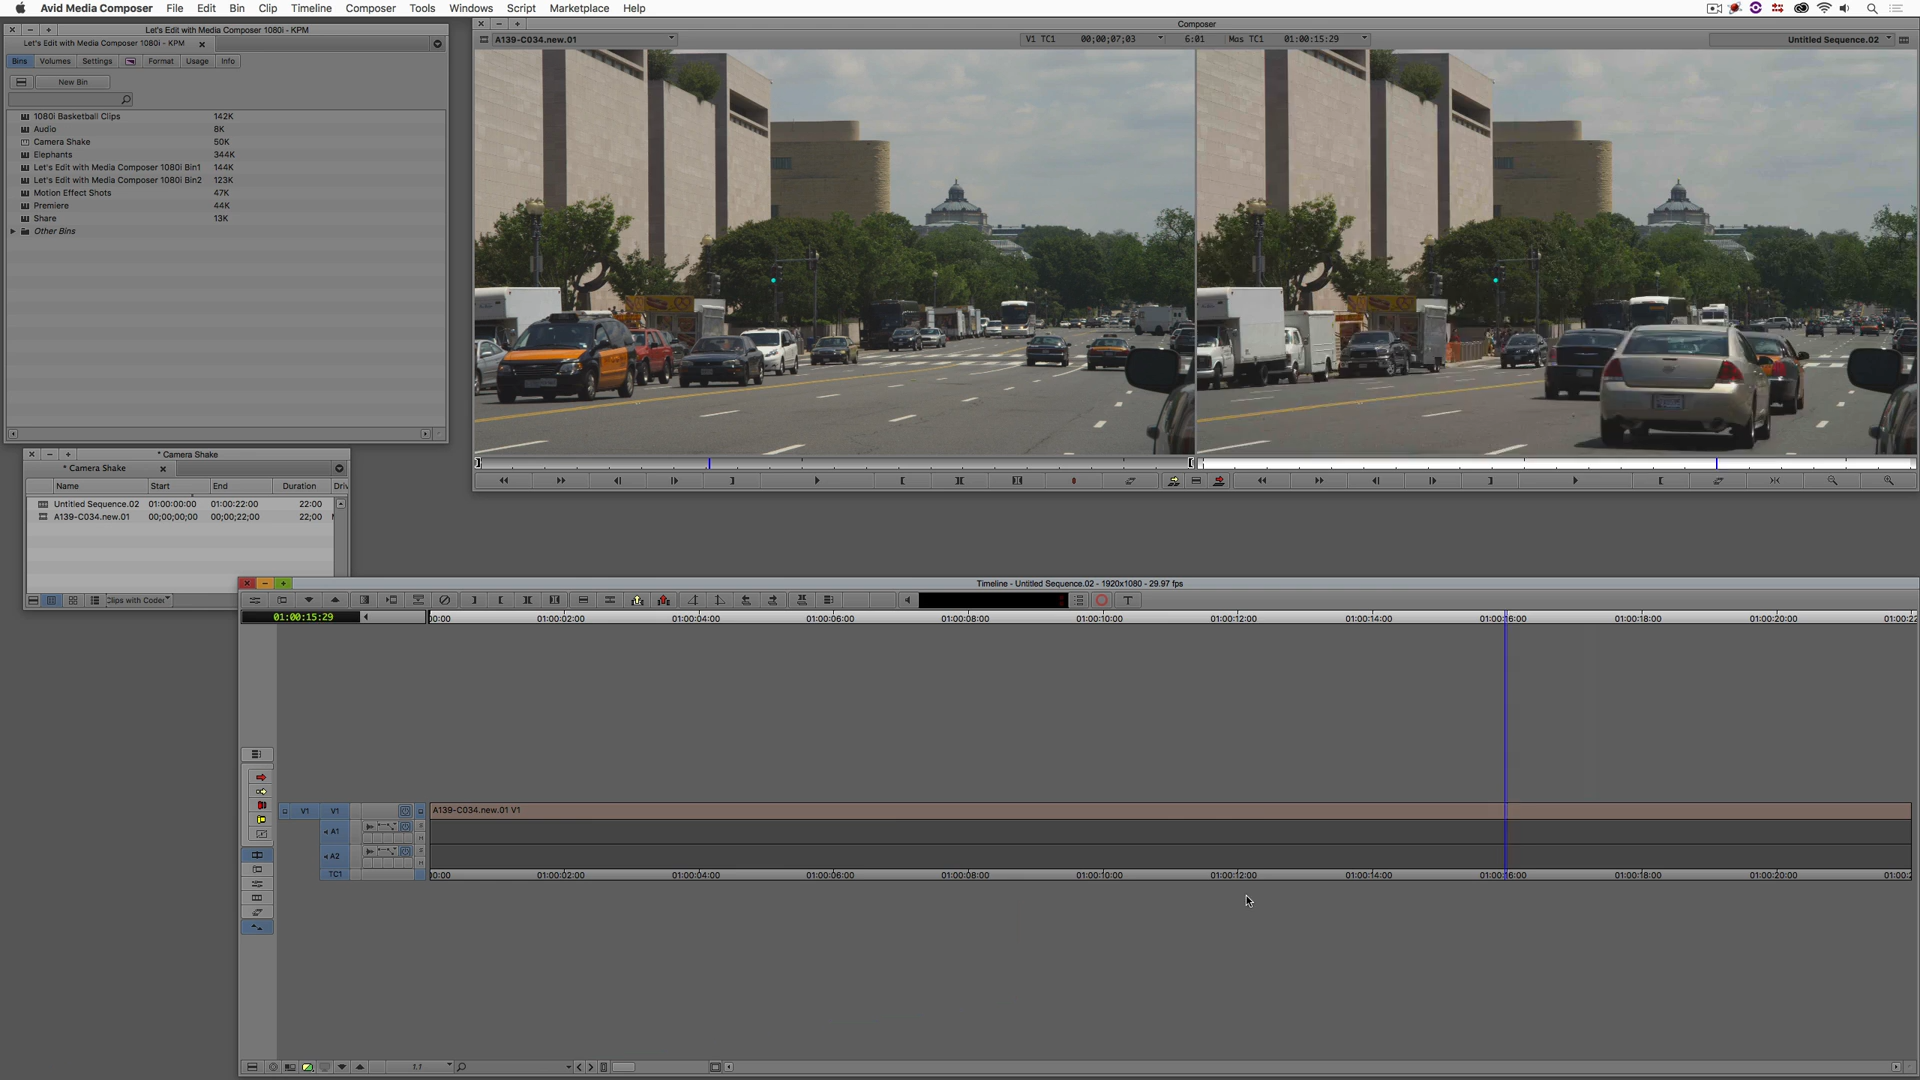 Avid Media Composer File Edit Bin Clip Timeline Composer Tools Windows Script Marketplace Help
Let's Edit with Media Composer 1080i - KPM
Let's Edit with Media Composer 1080i - KPM
Bins Volumes Settings Format Usage Info
New Bin
1080i Basketball Clips 142K
Audio 8K
Camera Shake 50K
Elephants 344K
Let's Edit with Media Composer 1080i Bin1 144K
Let's Edit with Media Composer 1080i Bin2 123K
Motion Effect Shots 47K
Premiere 44K
Share 13K
Other Bins
Composer
A139-C034.new.01 V1 TC1 00;00;07;03 6:01 Mas TC1 01:00:15:29 Untitled Sequence.02
* Camera Shake
* Camera Shake
Name Start End Duration Driv
Untitled Sequence.02 01:00:00:00 01:00:22:00 22:00
A139-C034.new.01 00;00;00;00 00;00;22;00 22;00
Clips with Codec
Timeline - Untitled Sequence.02 - 1920x1080 - 29.97 fps
01:00:15:29
00:00 01:00:02:00 01:00:04:00 01:00:06:00 01:00:08:00 01:00:10:00 01:00:12:00 01:00:14:00 01:00:16:00 01:00:18:00 01:00:20:00 01:00:22
V1 V1 A139-C034.new.01 V1
A1
A2
TC1 00:00 01:00:02:00 01:00:04:00 01:00:06:00 01:00:08:00 01:00:10:00 01:00:12:00 01:00:14:00 01:00:16:00 01:00:18:00 01:00:20:00 01:00:2
1.1